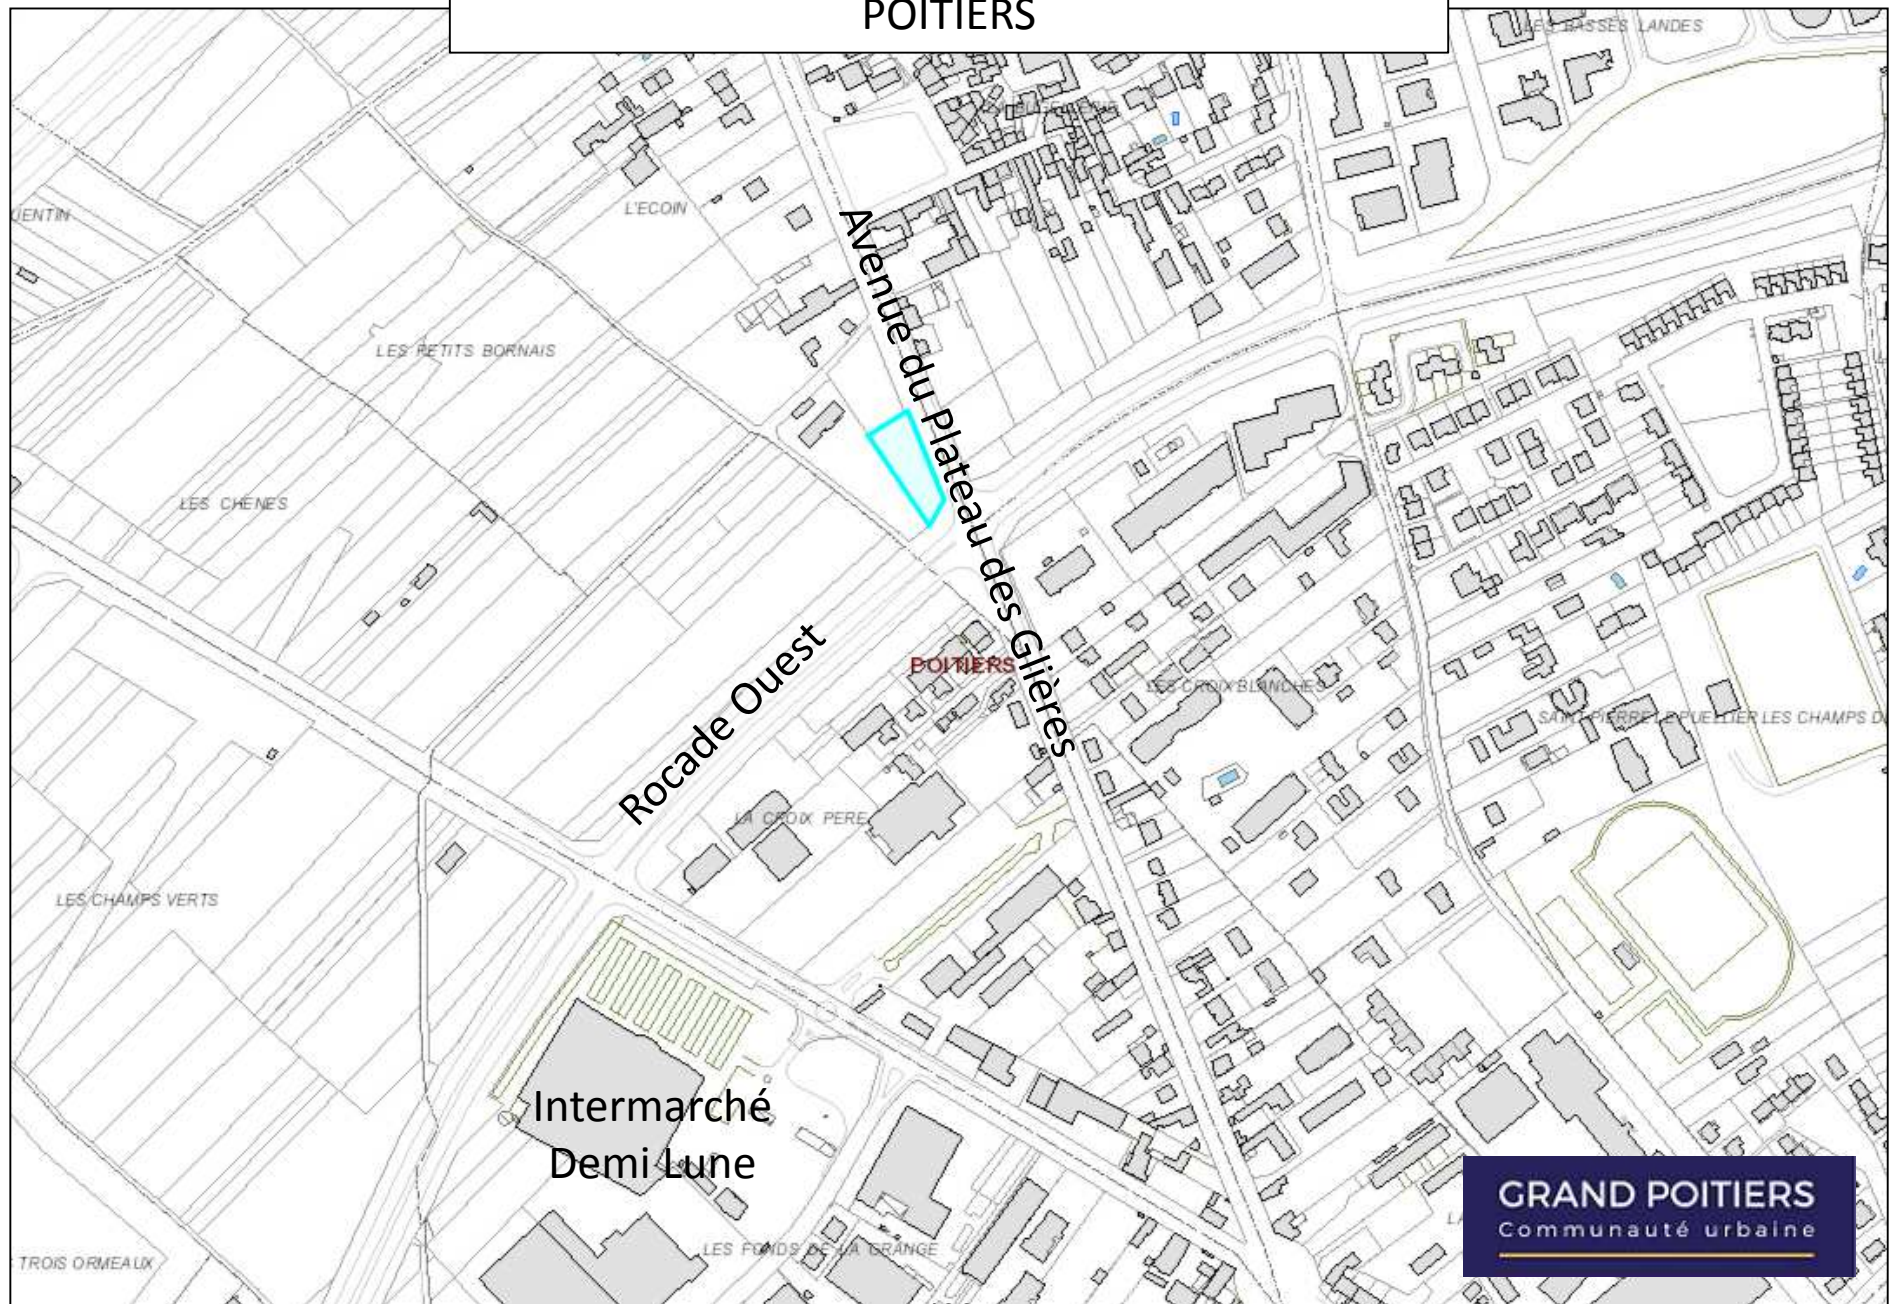 POITIERS
LES BASSES LANDES
L'ECOIN
Avenue du Plateau des Glières
LES PETITS BORNAIS
LES CHENES
Rocade Ouest
POITIERS
LES CROIX BLANCHES
SAINT PIERRE LE PUELLIER
LES CHAMPS D
LA CROIX PERE
LES CHAMPS VERTS
Intermarché
Demi Lune
LES FONDS DE LA GRANGE
TROIS ORMEAUX
GRAND POITIERS
Communauté urbaine